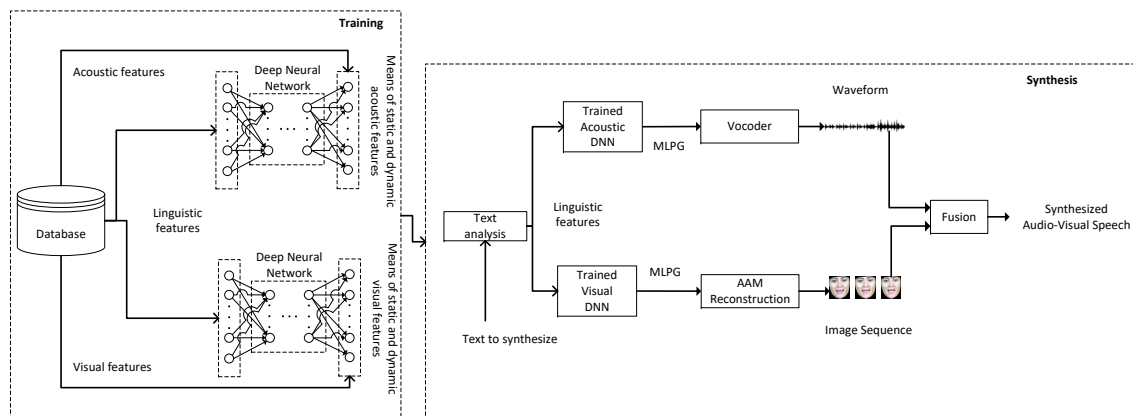 Training
Acoustic features
Deep Neural
Network
Means of static and dynamic
acoustic features
Database
Linguistic
features
Deep Neural
Network
Means of static and dynamic
visual features
Visual features
Synthesis
Waveform
Trained
Acoustic
DNN
MLPG
Vocoder
Text
analysis
Linguistic
features
Fusion
Synthesized
Audio-Visual Speech
Trained
Visual
DNN
MLPG
AAM
Reconstruction
Text to synthesize
Image Sequence